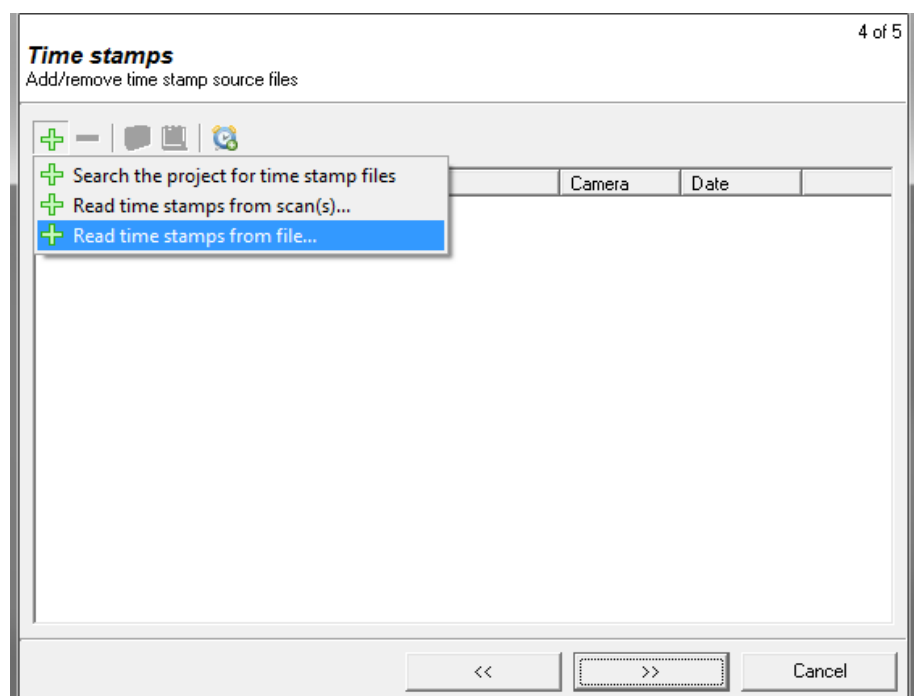 4 of 5
Time stamps
Add/remove time stamp source files
Search the project for time stamp files
Camera Date
Read time stamps from scan(s)...
Read time stamps from file...
<< >> Cancel